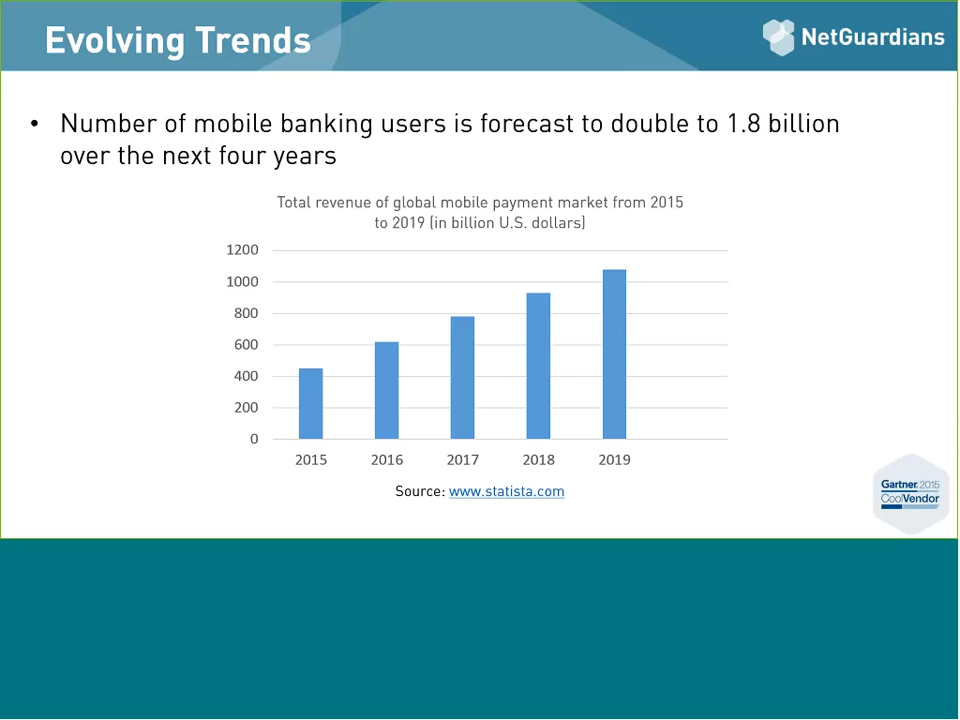 Evolving Trends
NetGuardians
• Number of mobile banking users is forecast to double to 1.8 billion
over the next four years
Total revenue of global mobile payment market from 2015
to 2019 (in billion U.S. dollars)
1200
1000
800
600
400
200
0
2015 2016 2017 2018 2019
Source: www.statista.com
Gartner 2015
CoolVendor